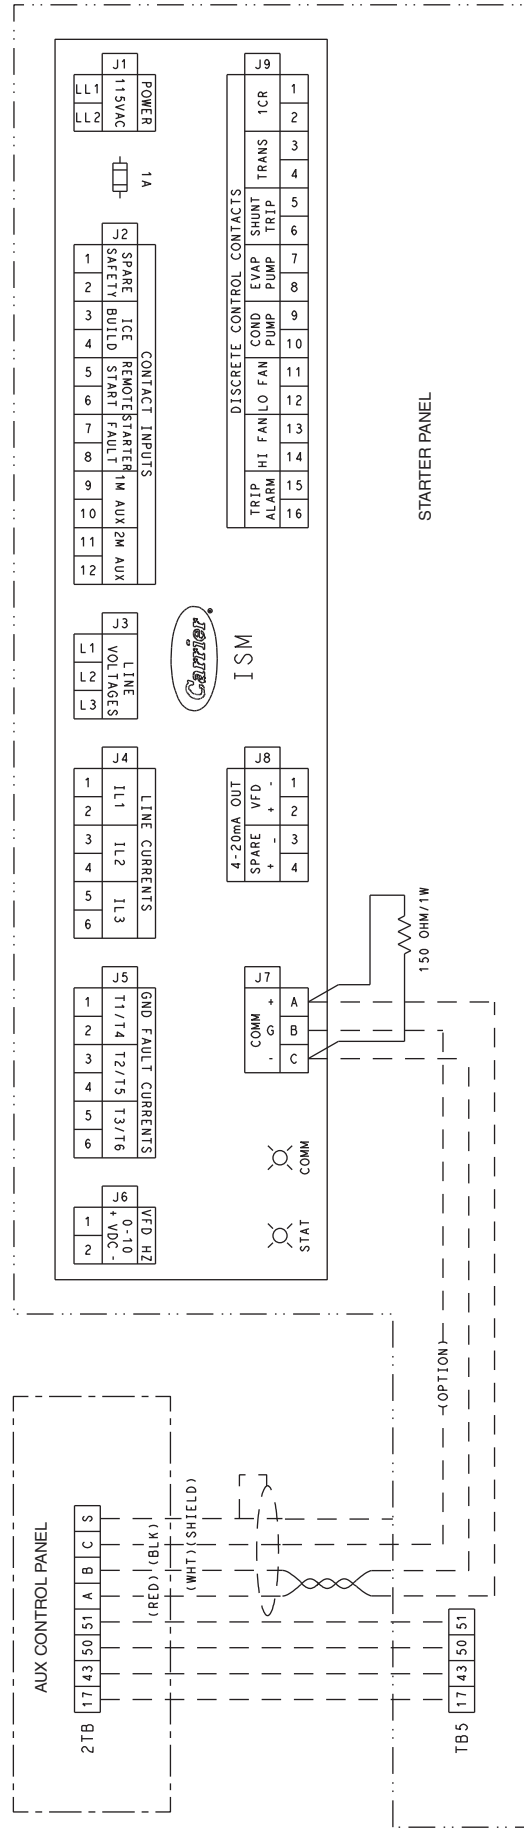 J1
LL1
LL2
115VAC
POWER
1A
J2
1
2
3
4
5
6
7
8
9
10
11
12
SPARE
SAFETY
ICE
BUILD
REMOTE
START
STARTER
FAULT
1M AUX
2M AUX
CONTACT INPUTS
J3
L1
L2
L3
LINE
VOLTAGES
J4
1
2
3
4
5
6
IL1
IL2
IL3
LINE CURRENTS
J5
1
2
3
4
5
6
T1/T4
T2/T5
T3/T6
GND FAULT CURRENTS
J6
1
2
0-10
+ VDC -
VFD HZ
J9
DISCRETE CONTROL CONTACTS
1CR
TRANS
SHUNT
TRIP
EVAP
PUMP
COND
PUMP
LO FAN
HI FAN
TRIP
ALARM
1
2
3
4
5
6
7
8
9
10
11
12
13
14
15
16
Carrier
ISM
J8
4-20mA OUT
VFD
+ -
SPARE
+ -
1
2
3
4
J7
COMM
+
G
-
A
B
C
COMM
STAT
150 OHM/1W
STARTER PANEL
(OPTION)
AUX CONTROL PANEL
2TB
17
43
50
51
A
B
C
S
(RED)
(BLK)
(WHT)
(SHIELD)
TB5
17
43
50
51